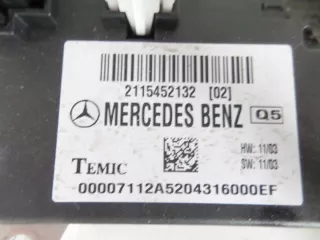 2115452132 [02]
MERCEDES BENZ Q5
HW: 11/03
TEMIC SW: 11/03
00007112A5204316000EF